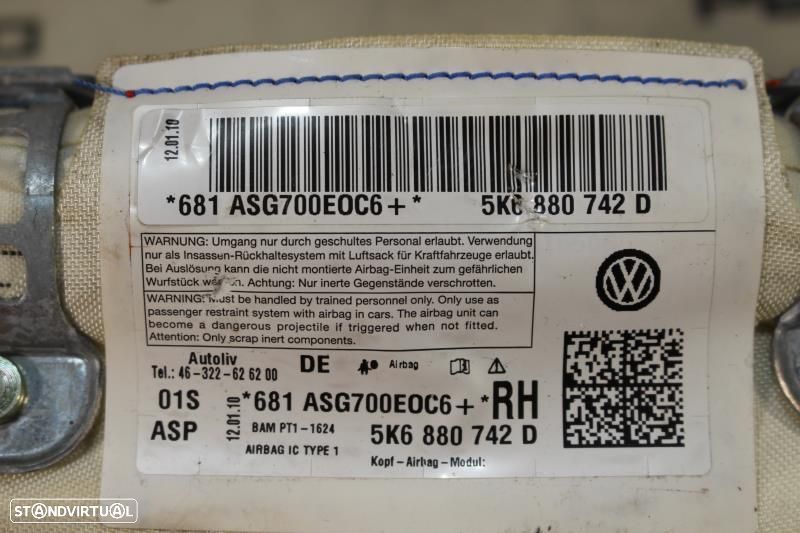 12.01.10
*681 ASG700EOC6+* 5K6 880 742 D
WARNING: Umgang nur durch geschultes Personal erlaubt. Verwendung
nur als Insassen-Rückhaltesystem mit Luftsack für Kraftfahrzeuge erlaubt.
Bei Auslösung kann die nicht montierte Airbag-Einheit zum gefährlichen
Wurfstück werden. Achtung: Nur inerte Gegenstände verschrotten.
WARNING: Must be handled by trained personnel only. Only use as
passenger restraint system with airbag in cars. The airbag unit can
become a dangerous projectile if triggered when not fitted.
Attention: Only scrap inert components.
Autoliv DE Airbag
Tel.: 46-322-62 62 00
01S 12.01.10 *681 ASG700EOC6+* RH
ASP BAM PT1-1624 5K6 880 742 D
AIRBAG IC TYPE 1 Kopf-Airbag-Modul:
STANDVIRTUAL